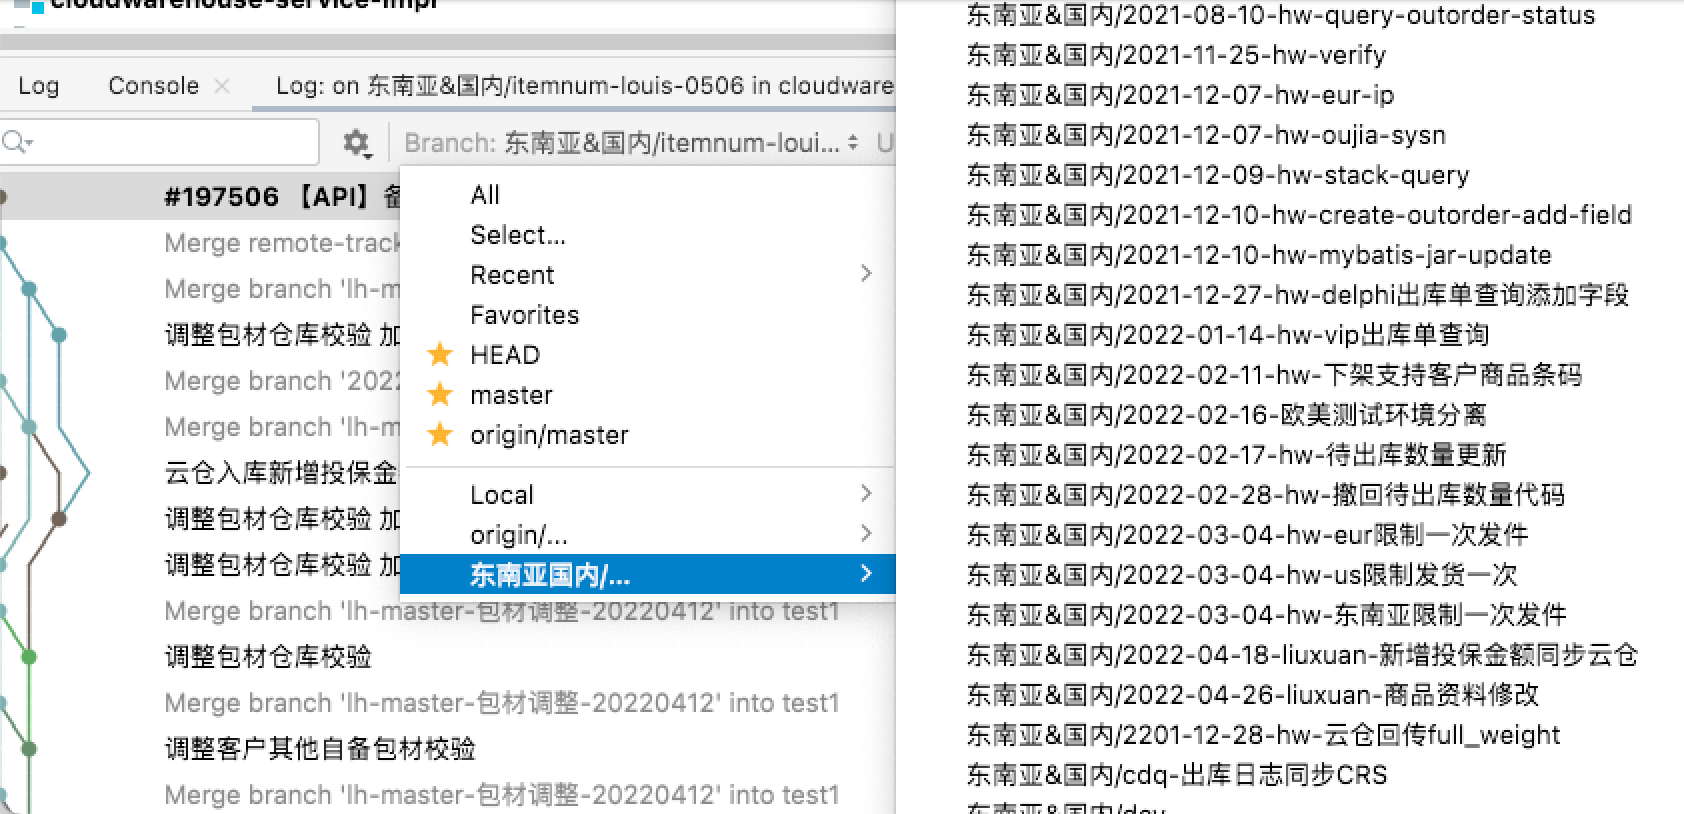 cloudwarehouse-service-impl
Log
Console
Log: on 东南亚&国内/itemnum-louis-0506 in cloudware
Branch: 东南亚&国内/itemnum-loui...
U
#197506 【API】
Merge remote-track
Merge branch 'lh-m
调整包材仓库校验 加
Merge branch '2022
Merge branch 'lh-m
云仓入库新增投保金
调整包材仓库校验 加
调整包材仓库校验 加
Merge branch 'lh-master-包材调整-20220412' into test1
调整包材仓库校验
Merge branch 'lh-master-包材调整-20220412' into test1
调整客户其他自备包材校验
Merge branch 'lh-master-包材调整-20220412' into test1
All
Select...
Recent
Favorites
HEAD
master
origin/master
Local
origin/...
东南亚国内/...
东南亚&国内/2021-08-10-hw-query-outorder-status
东南亚&国内/2021-11-25-hw-verify
东南亚&国内/2021-12-07-hw-eur-ip
东南亚&国内/2021-12-07-hw-oujia-sysn
东南亚&国内/2021-12-09-hw-stack-query
东南亚&国内/2021-12-10-hw-create-outorder-add-field
东南亚&国内/2021-12-10-hw-mybatis-jar-update
东南亚&国内/2021-12-27-hw-delphi出库单查询添加字段
东南亚&国内/2022-01-14-hw-vip出库单查询
东南亚&国内/2022-02-11-hw-下架支持客户商品条码
东南亚&国内/2022-02-16-欧美测试环境分离
东南亚&国内/2022-02-17-hw-待出库数量更新
东南亚&国内/2022-02-28-hw-撤回待出库数量代码
东南亚&国内/2022-03-04-hw-eur限制一次发件
东南亚&国内/2022-03-04-hw-us限制发货一次
东南亚&国内/2022-03-04-hw-东南亚限制一次发件
东南亚&国内/2022-04-18-liuxuan-新增投保金额同步云仓
东南亚&国内/2022-04-26-liuxuan-商品资料修改
东南亚&国内/2201-12-28-hw-云仓回传full_weight
东南亚&国内/cdq-出库日志同步CRS
东南亚&国内/dev